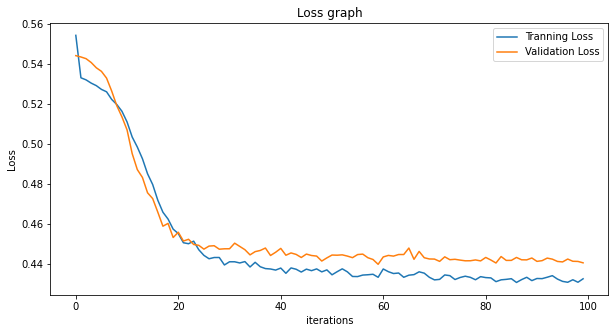 Loss graph
0.56
0.54
0.52
0.50
0.48
0.46
0.44
Loss
Tranning Loss
Validation Loss
0
20
40
60
80
100
iterations